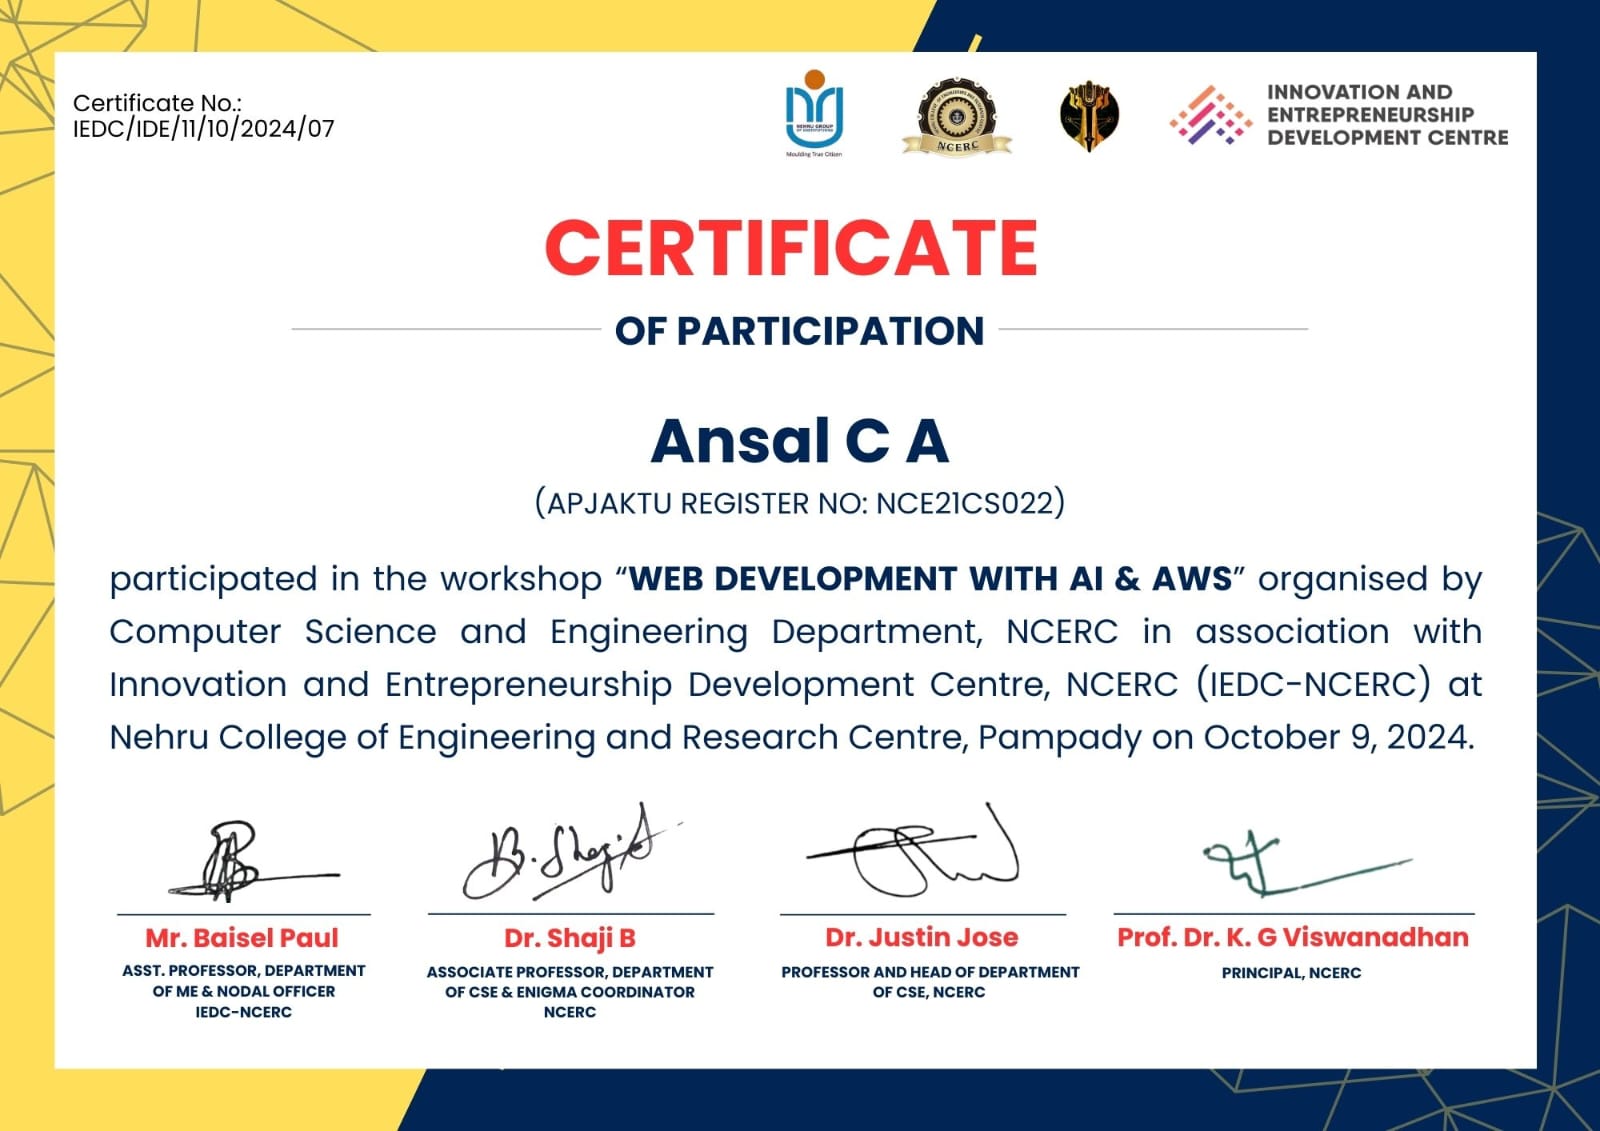 Certificate No.:
IEDC/IDE/11/10/2024/07
NEHRU GROUP
OF INSTITUTIONS
Moulding True Citizen
NCERC
INNOVATION AND
ENTREPRENEURSHIP
DEVELOPMENT CENTRE
CERTIFICATE
OF PARTICIPATION
Ansal C A
(APJAKTU REGISTER NO: NCE21CS022)
participated in the workshop “WEB DEVELOPMENT WITH AI & AWS” organised by
Computer Science and Engineering Department, NCERC in association with
Innovation and Entrepreneurship Development Centre, NCERC (IEDC-NCERC) at
Nehru College of Engineering and Research Centre, Pampady on October 9, 2024.
B. Shaji
Mr. Baisel Paul
ASST. PROFESSOR, DEPARTMENT
OF ME & NODAL OFFICER
IEDC-NCERC
Dr. Shaji B
ASSOCIATE PROFESSOR, DEPARTMENT
OF CSE & ENIGMA COORDINATOR
NCERC
Dr. Justin Jose
PROFESSOR AND HEAD OF DEPARTMENT
OF CSE, NCERC
Prof. Dr. K. G Viswanadhan
PRINCIPAL, NCERC